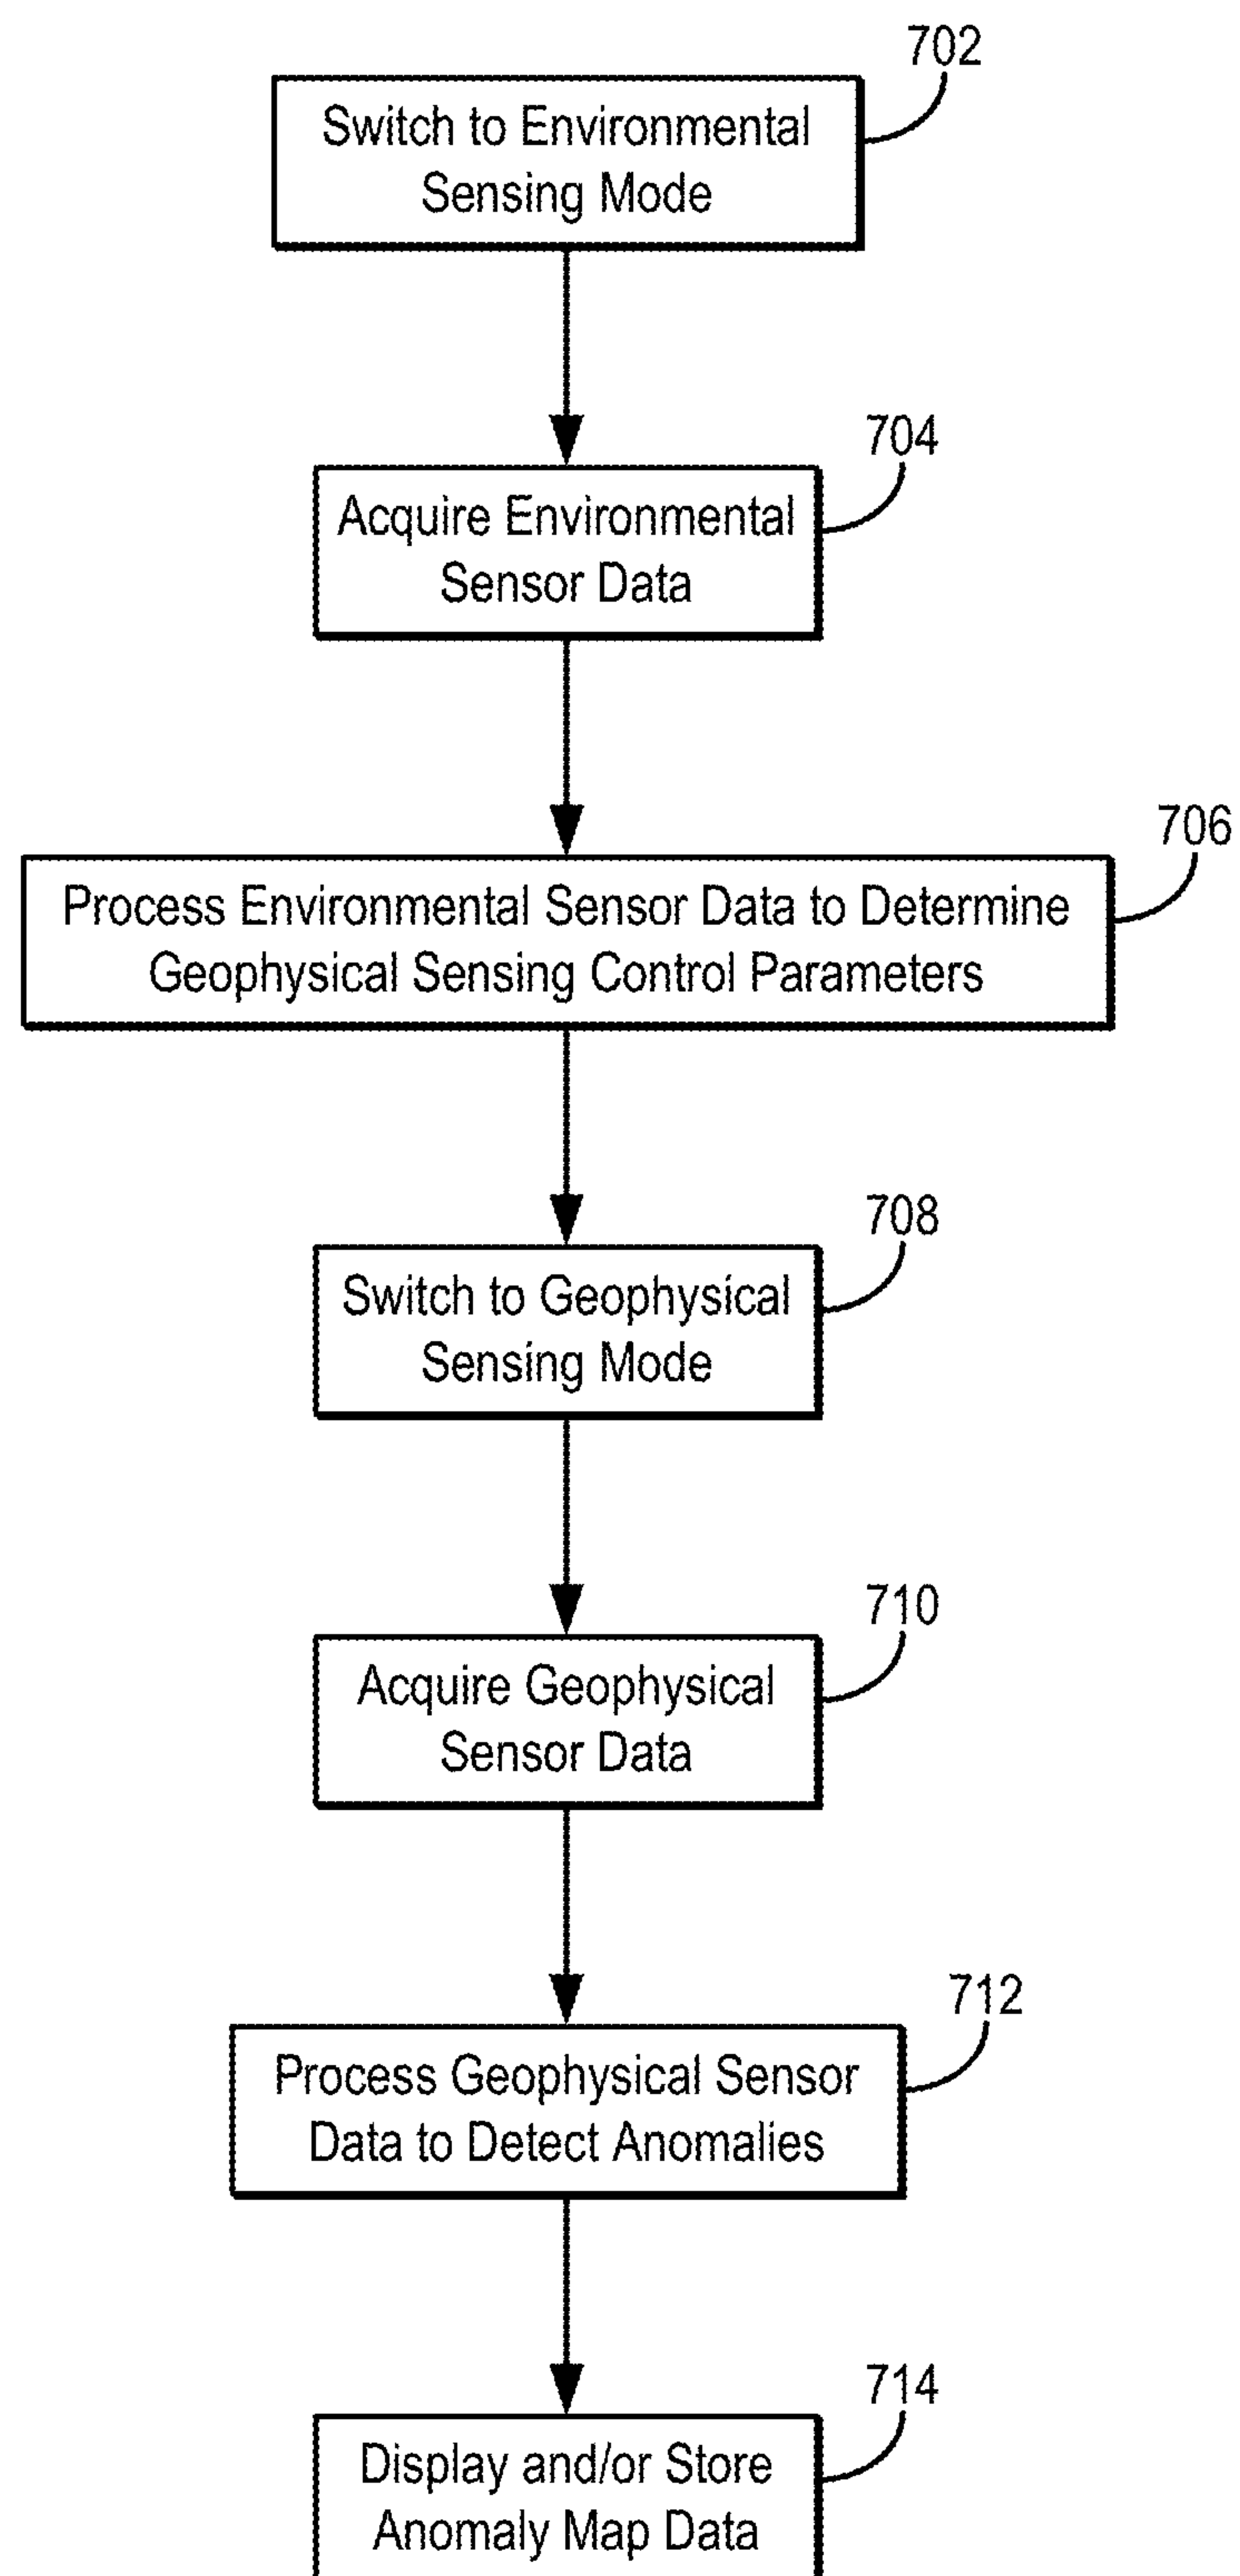 702
Switch to Environmental
Sensing Mode
704
Acquire Environmental
Sensor Data
706
Process Environmental Sensor Data to Determine
Geophysical Sensing Control Parameters
708
Switch to Geophysical
Sensing Mode
710
Acquire Geophysical
Sensor Data
712
Process Geophysical Sensor
Data to Detect Anomalies
714
Display and/or Store
Anomaly Map Data